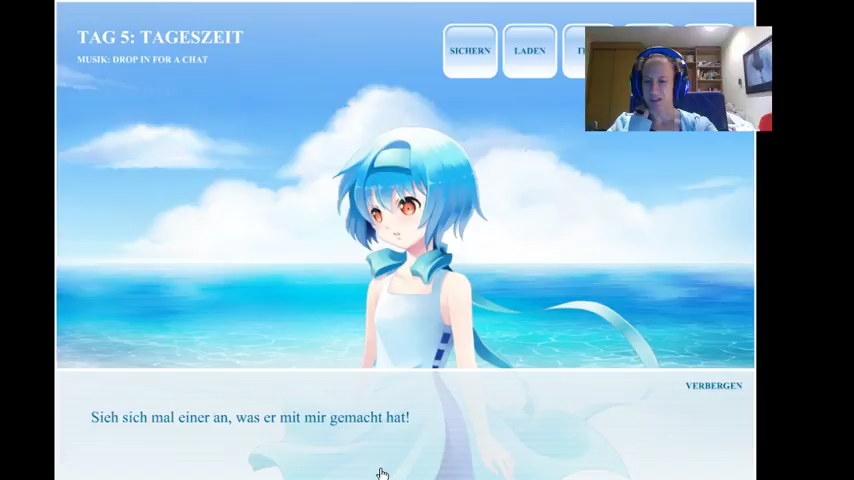 TAG 5: TAGESZEIT
MUSIK: DROP IN FOR A CHAT
SICHERN
LADEN
VERBERGEN
Sieh sich mal einer an, was er mit mir gemacht hat!